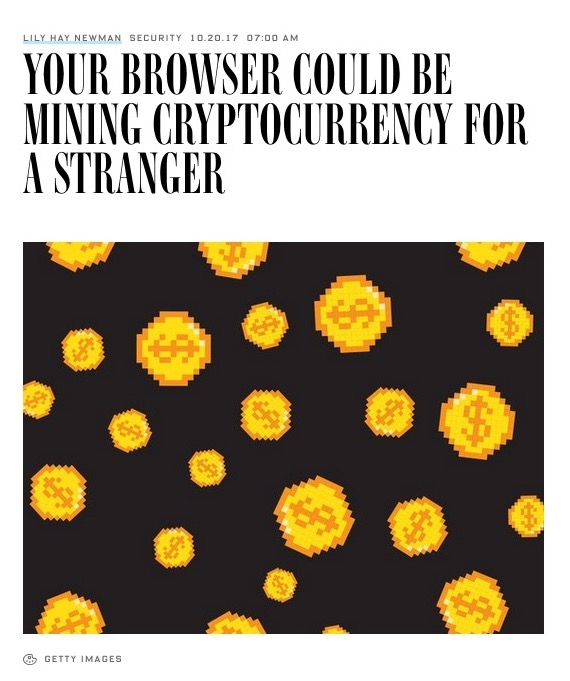 LILY HAY NEWMAN SECURITY 10.20.17 07:00 AM
YOUR BROWSER COULD BE
MINING CRYPTOCURRENCY FOR
A STRANGER
GETTY IMAGES